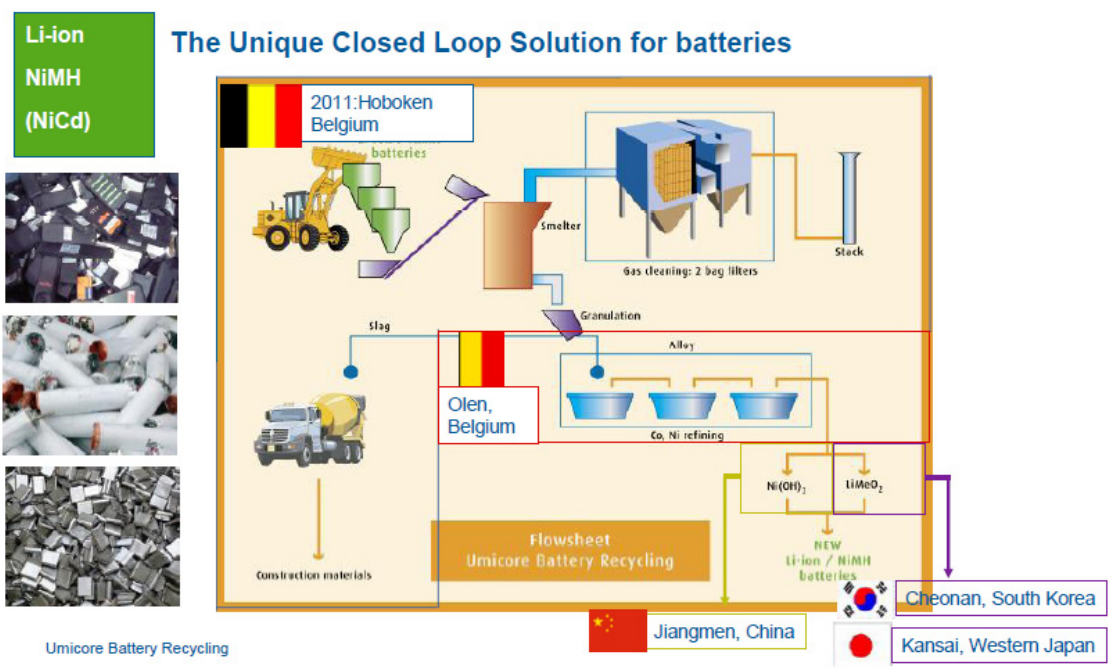 Li-ion
NiMH
(NiCd)
The Unique Closed Loop Solution for batteries
2011:Hoboken
Belgium
batteries
Smelter
Gas cleaning: 2 bag filters
Stack
Granulation
Slag
Alloy
Olen,
Belgium
Co, Ni refining
Ni(OH)₂
LiMeO₂
Flowsheet
Umicore Battery Recycling
NEW
Li-ion / NiMH
batteries
Construction materials
Cheonan, South Korea
Jiangmen, China
Kansai, Western Japan
Umicore Battery Recycling